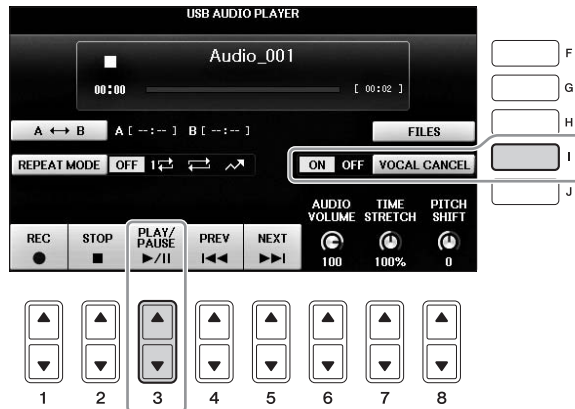 USB AUDIO PLAYER
Audio_001
00:00 [ 00:02 ]
A ↔ B A [ --:-- ] B [ --:-- ] FILES
REPEAT MODE OFF 1 ON OFF VOCAL CANCEL
AUDIO VOLUME TIME STRETCH PITCH SHIFT
100 100% 0
REC STOP PLAY/PAUSE PREV NEXT
F
G
H
I
J
1 2 3 4 5 6 7 8